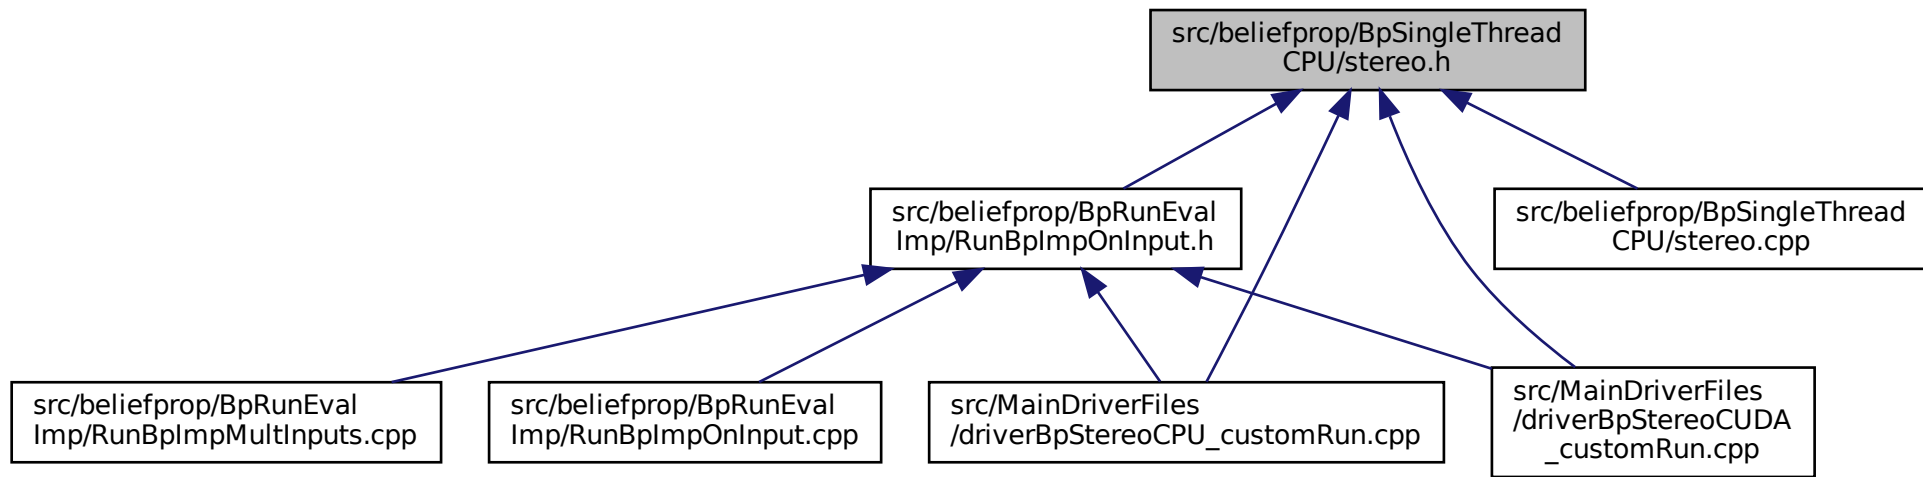 src/beliefprop/BpSingleThread
CPU/stereo.h
src/beliefprop/BpRunEval
Imp/RunBpImpOnInput.h
src/beliefprop/BpSingleThread
CPU/stereo.cpp
src/beliefprop/BpRunEval
Imp/RunBpImpMultInputs.cpp
src/beliefprop/BpRunEval
Imp/RunBpImpOnInput.cpp
src/MainDriverFiles
/driverBpStereoCPU_customRun.cpp
src/MainDriverFiles
/driverBpStereoCUDA
_customRun.cpp